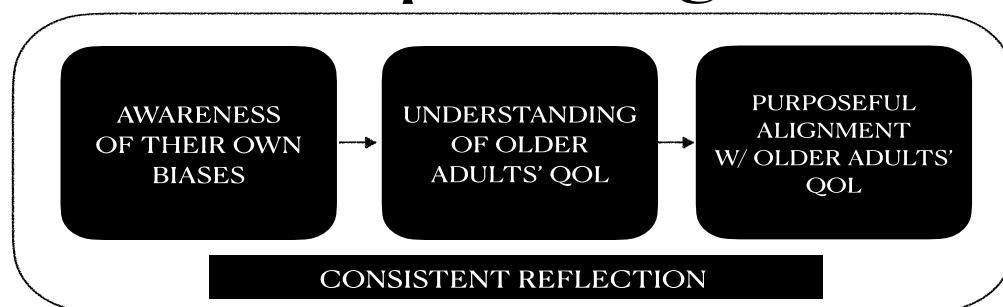 AWARENESS
OF THEIR OWN
BIASES
UNDERSTANDING
OF OLDER
ADULTS' QOL
PURPOSEFUL
ALIGNMENT
W/ OLDER ADULTS'
QOL
CONSISTENT REFLECTION